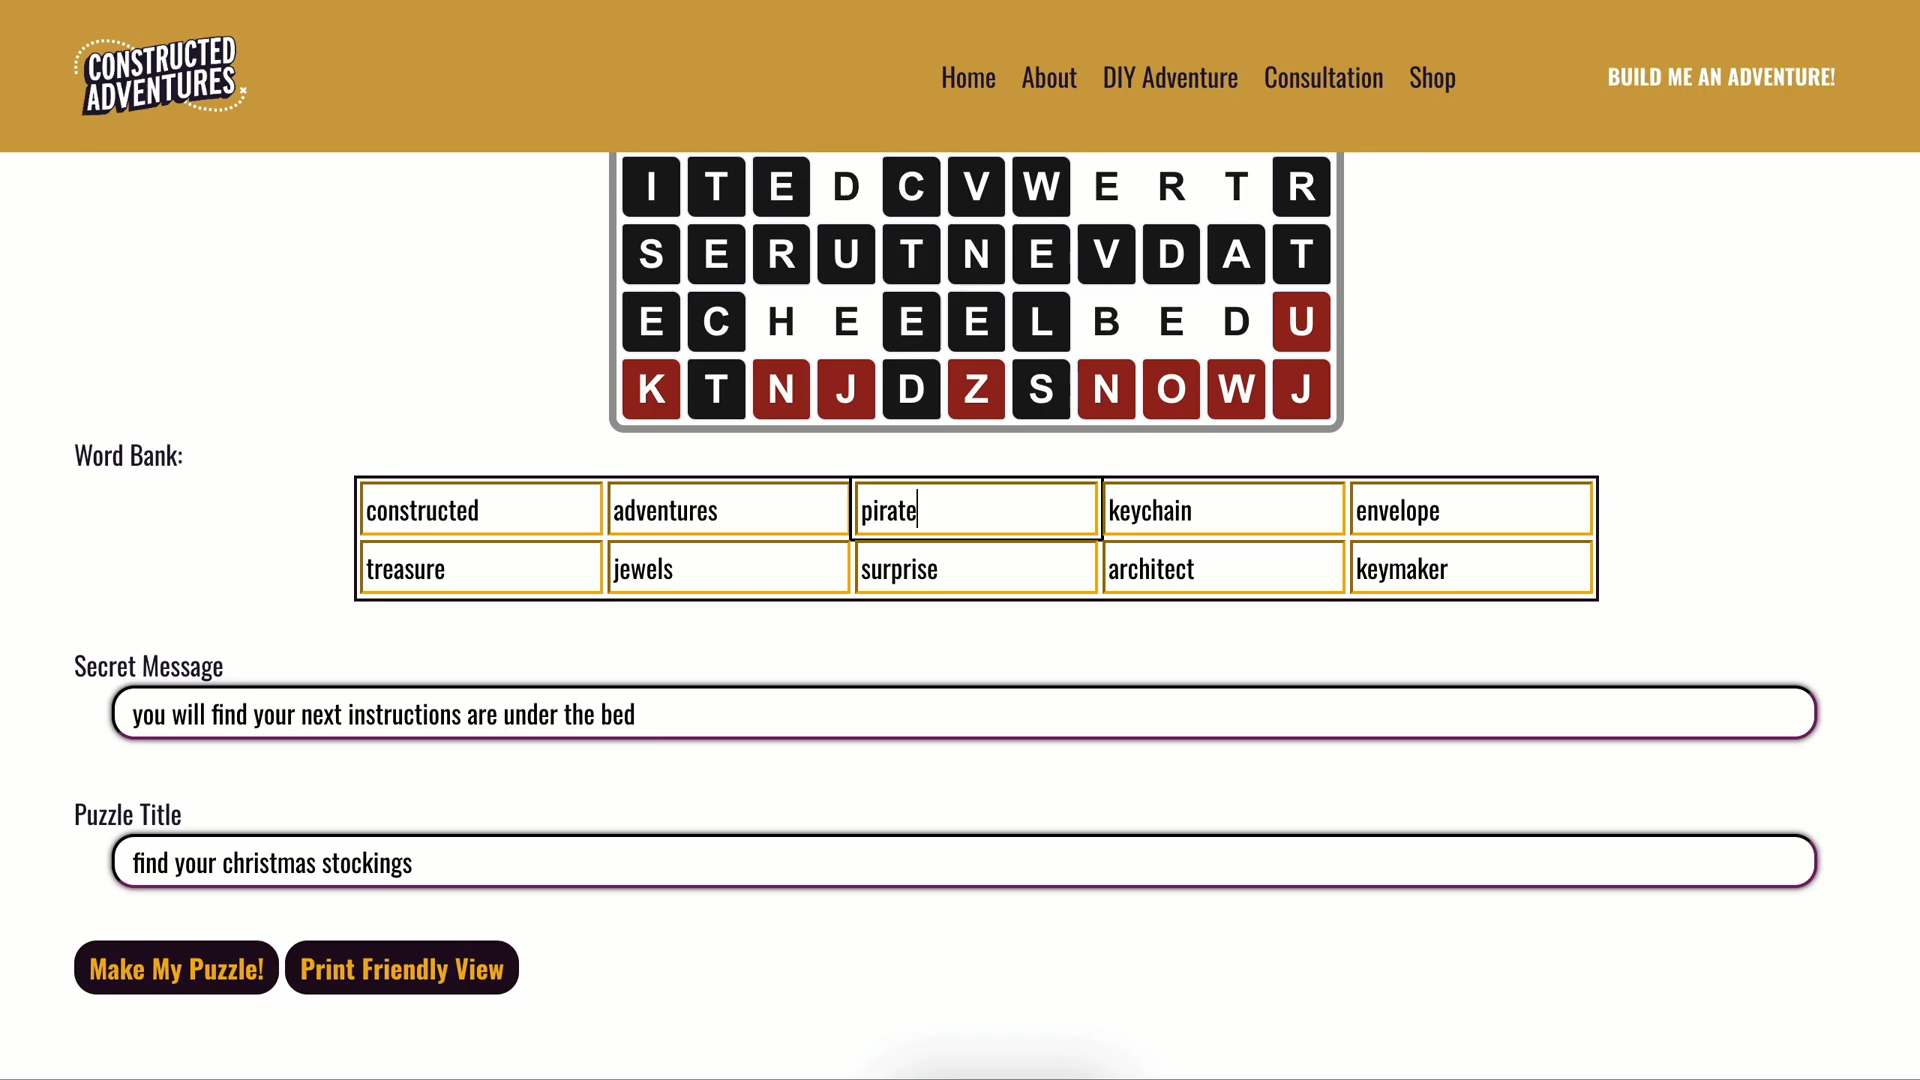 CONSTRUCTED
ADVENTURES
Home About DIY Adventure Consultation Shop BUILD ME AN ADVENTURE!
I T E D C V W E R T R
S E R U T N E V D A T
E C H E E E L B E D U
K T N J D Z S N O W J
Word Bank:
constructed adventures pirate keychain envelope
treasure jewels surprise architect keymaker
Secret Message
you will find your next instructions are under the bed
Puzzle Title
find your christmas stockings
Make My Puzzle! Print Friendly View